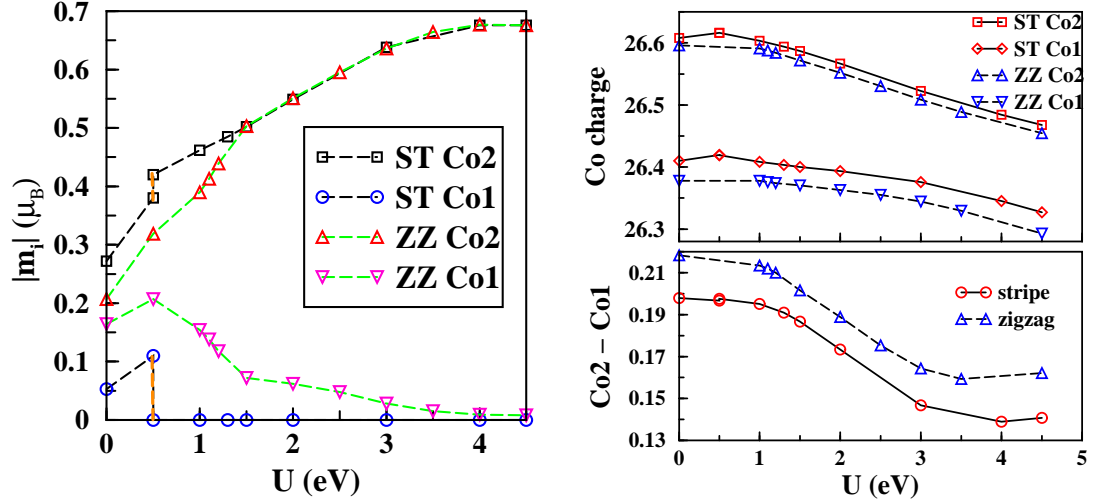 0.7
0.6
0.5
0.4
0.3
0.2
0.1
0
|m_i| (μ_B)
ST Co2
ST Co1
ZZ Co2
ZZ Co1
0 1 2 3 4
U (eV)
26.6
26.5
26.4
26.3
Co charge
ST Co2
ST Co1
ZZ Co2
ZZ Co1
0.21
0.19
0.17
0.15
0.13
Co2 − Co1
stripe
zigzag
0 1 2 3 4 5
U (eV)